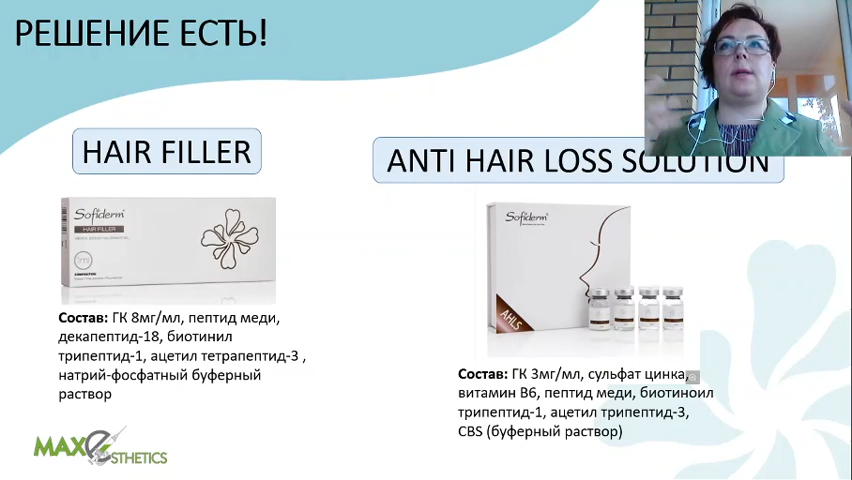 РЕШЕНИЕ ЕСТЬ!
HAIR FILLER
ANTI HAIR LOSS SOLUTION
Sofiderm
HAIR FILLER
1ml
Состав: ГК 8мг/мл, пептид меди,
декапептид-18, биотинил
трипептид-1, ацетил тетрапептид-3 ,
натрий-фосфатный буферный
раствор
Sofiderm
AHLS
Состав: ГК 3мг/мл, сульфат цинка,
витамин В6, пептид меди, биотиноил
трипептид-1, ацетил трипептид-3,
CBS (буферный раствор)
MAXeSTHETICS